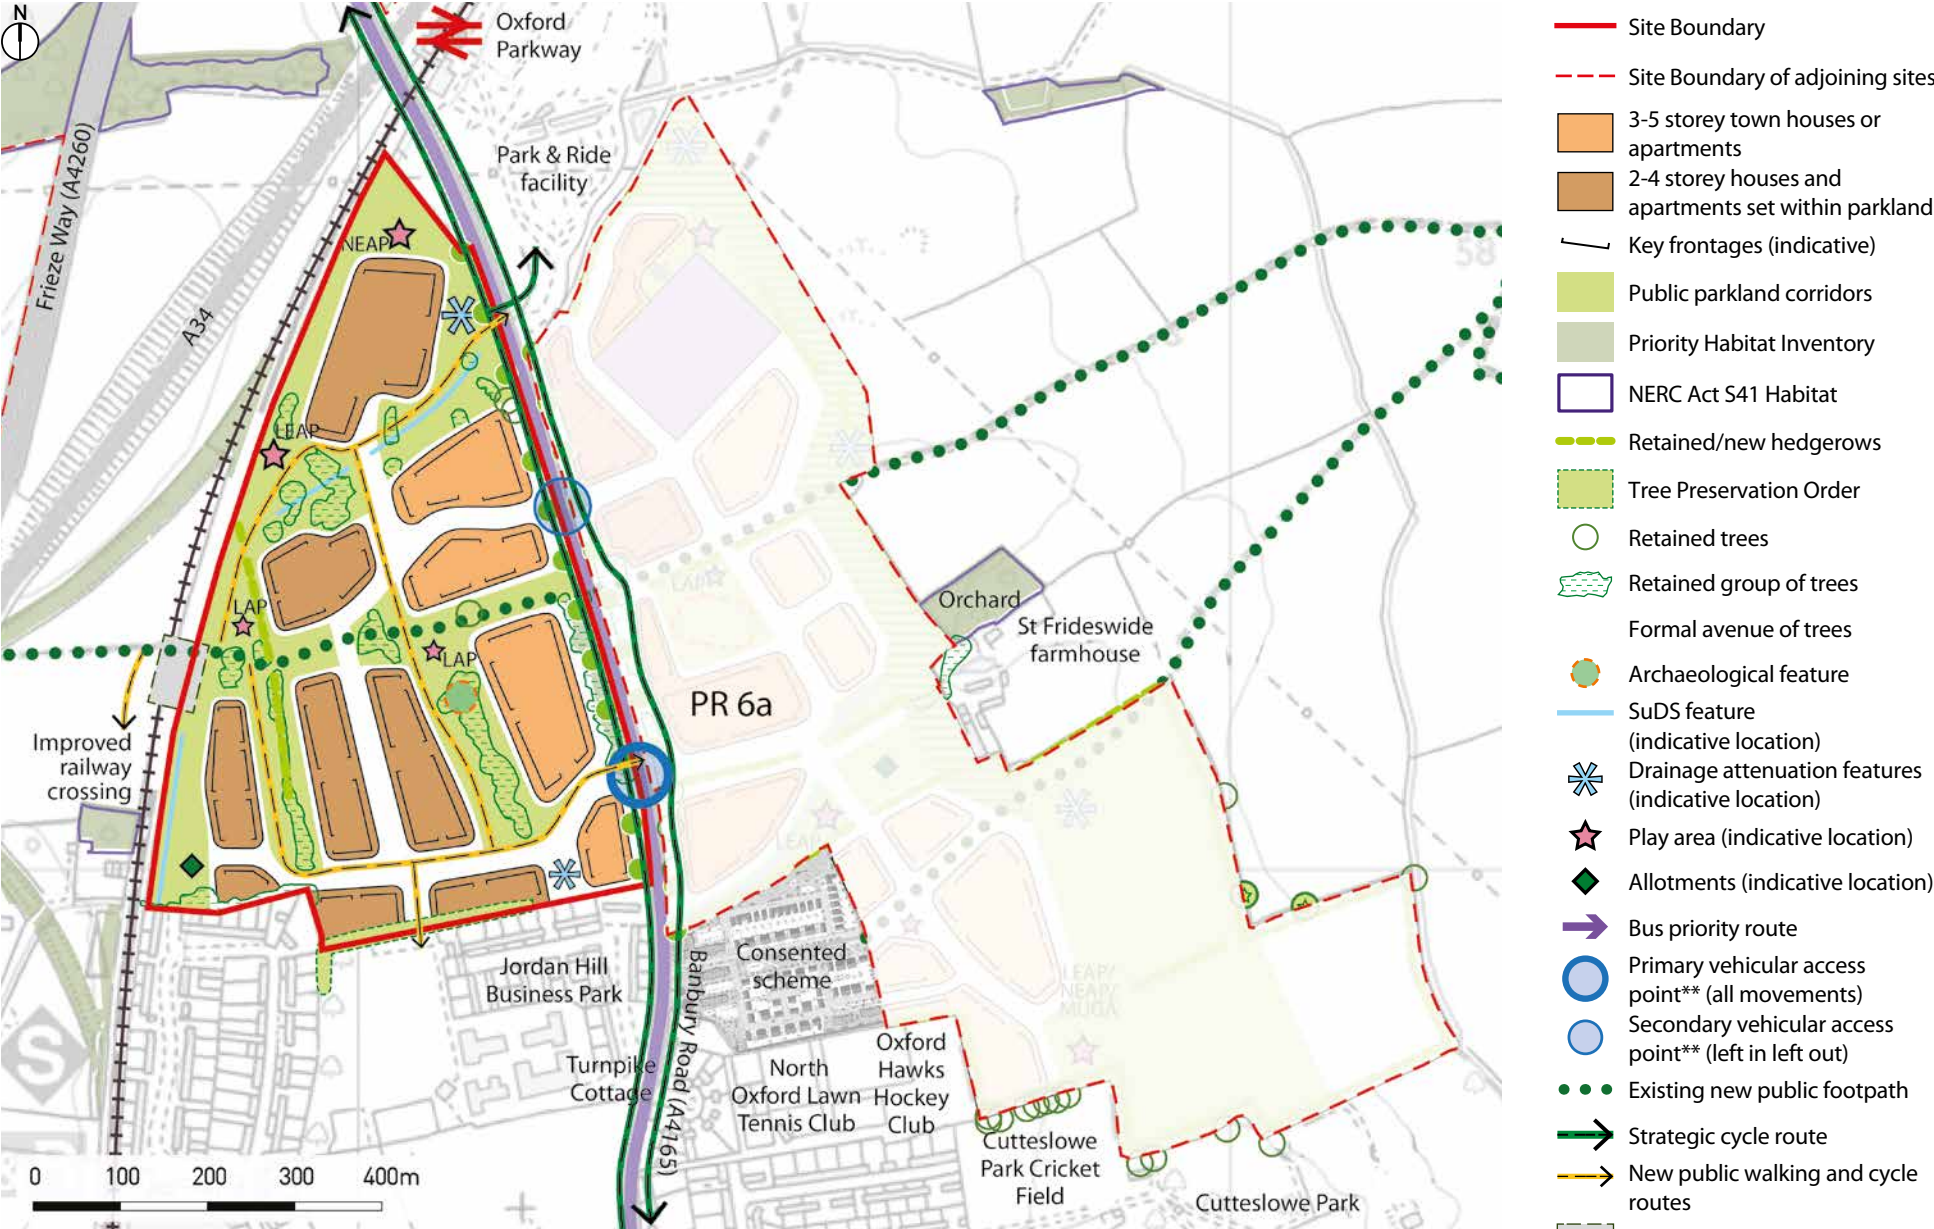 N
Oxford
Parkway
Park & Ride
facility
Frieze Way (A4260)
A34
NEAP
LEAP
LAP
LAP
LAP
58
Orchard
St Frideswide
farmhouse
PR 6a
Improved
railway
crossing
LEAP
Consented
scheme
Jordan Hill
Business Park
Banbury Road (A4165)
LEAP/
NEAP/
MUGA
Turnpike
Cottage
North
Oxford Lawn
Tennis Club
Oxford
Hawks
Hockey
Club
Cutteslowe
Park Cricket
Field
Cutteslowe Park
S
0 100 200 300 400m
Site Boundary
Site Boundary of adjoining sites
3-5 storey town houses or
apartments
2-4 storey houses and
apartments set within parkland
Key frontages (indicative)
Public parkland corridors
Priority Habitat Inventory
NERC Act S41 Habitat
Retained/new hedgerows
Tree Preservation Order
Retained trees
Retained group of trees
Formal avenue of trees
Archaeological feature
SuDS feature
(indicative location)
Drainage attenuation features
(indicative location)
Play area (indicative location)
Allotments (indicative location)
Bus priority route
Primary vehicular access
point** (all movements)
Secondary vehicular access
point** (left in left out)
Existing new public footpath
Strategic cycle route
New public walking and cycle
routes